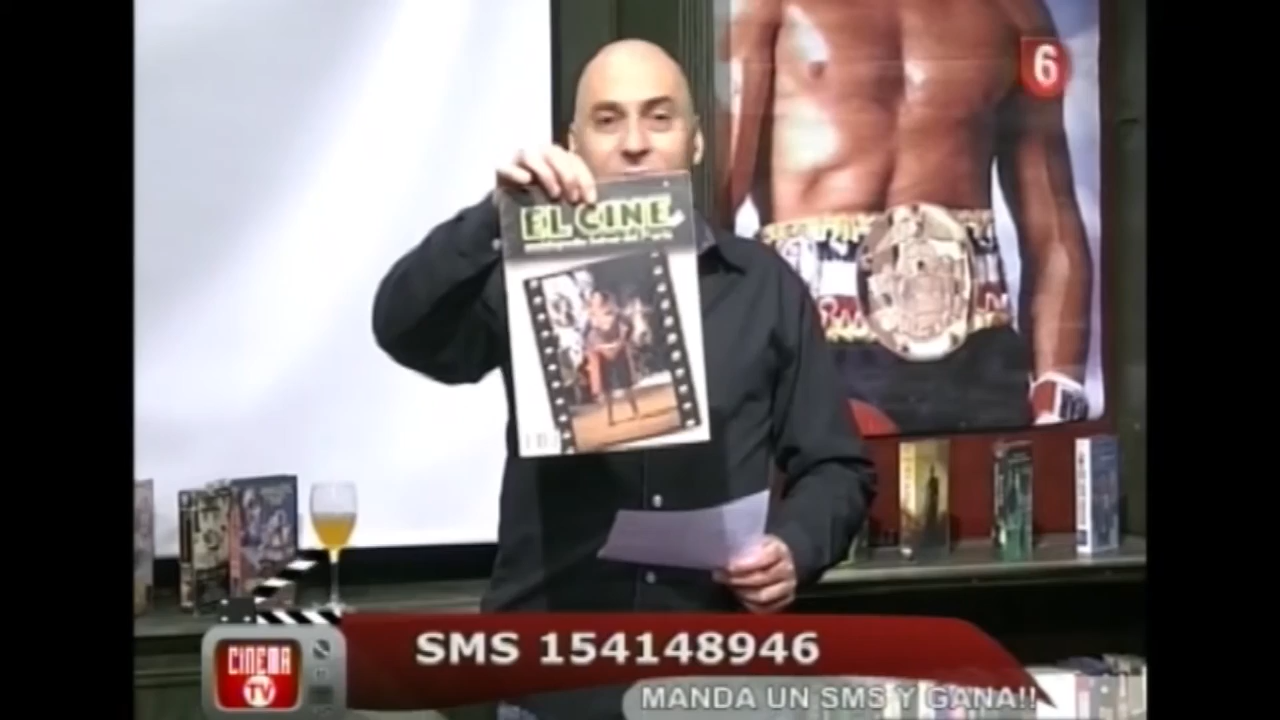 6
EL CINE
SMS 154148946
CINEMA
TV
MANDA UN SMS Y GANA!!